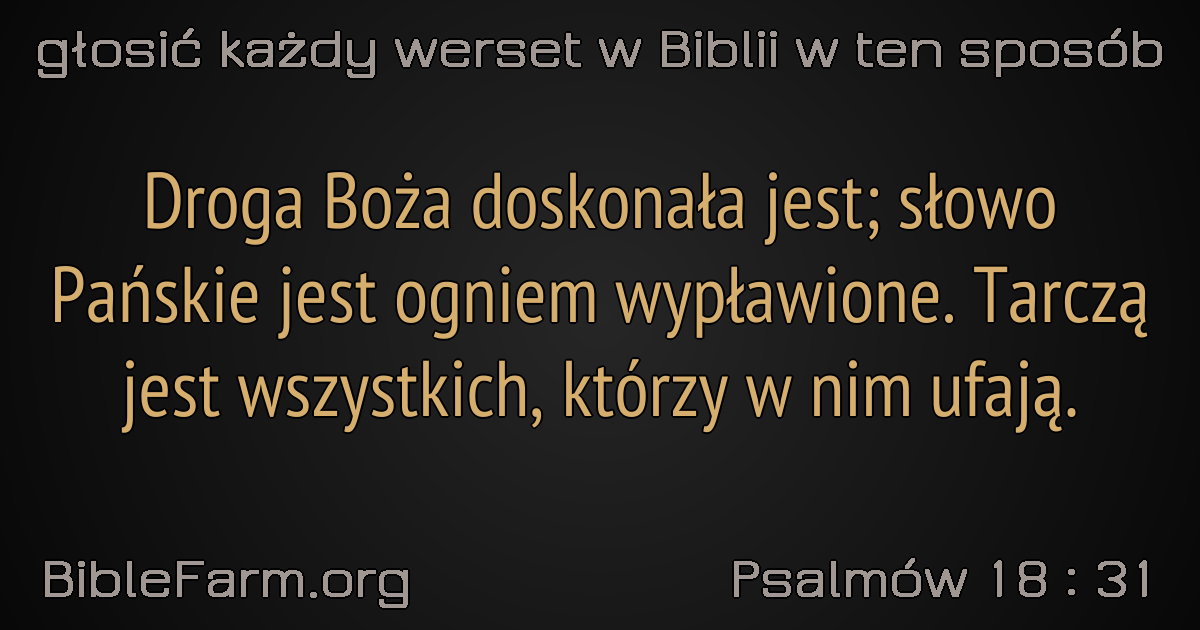 głosić każdy werset w Biblii w ten sposób
Droga Boża doskonała jest; słowo
Pańskie jest ogniem wypławione. Tarczą
jest wszystkich, którzy w nim ufają.
BibleFarm.org
Psalmów 18 : 31